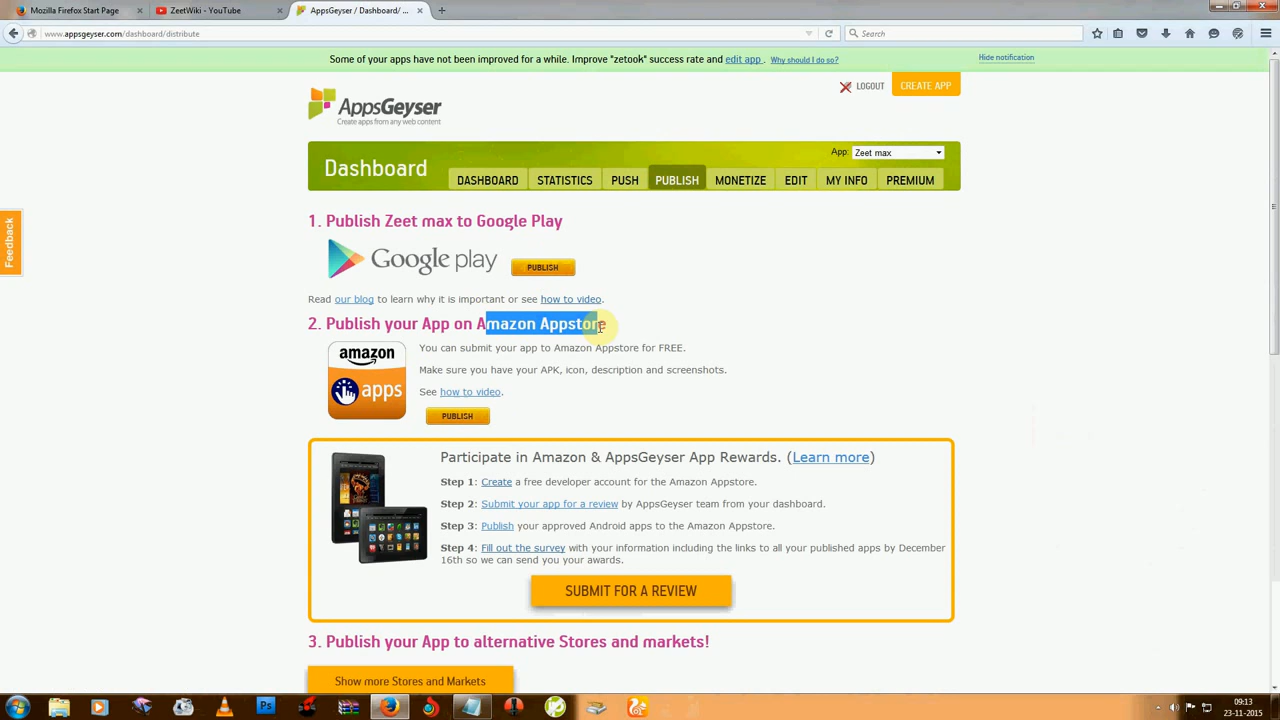 Mozilla Firefox Start Page
ZeetWiki - YouTube
AppsGeyser / Dashboard/ ...
www.appsgeyser.com/dashboard/distribute
Search
Some of your apps have not been improved for a while. Improve "zetook" success rate and edit app . Why should I do so?
Hide notification
LOGOUT
CREATE APP
AppsGeyser
Create apps from any web content
App: Zeet max
Dashboard
DASHBOARD STATISTICS PUSH PUBLISH MONETIZE EDIT MY INFO PREMIUM
Feedback
1. Publish Zeet max to Google Play
Google play
PUBLISH
Read our blog to learn why it is important or see how to video.
2. Publish your App on Amazon Appstore
amazon
apps
You can submit your app to Amazon Appstore for FREE.
Make sure you have your APK, icon, description and screenshots.
See how to video.
PUBLISH
Participate in Amazon & AppsGeyser App Rewards. (Learn more)
Step 1: Create a free developer account for the Amazon Appstore.
Step 2: Submit your app for a review by AppsGeyser team from your dashboard.
Step 3: Publish your approved Android apps to the Amazon Appstore.
Step 4: Fill out the survey with your information including the links to all your published apps by December
16th so we can send you your awards.
SUBMIT FOR A REVIEW
3. Publish your App to alternative Stores and markets!
Show more Stores and Markets
Ps
09:13
23-11-2015